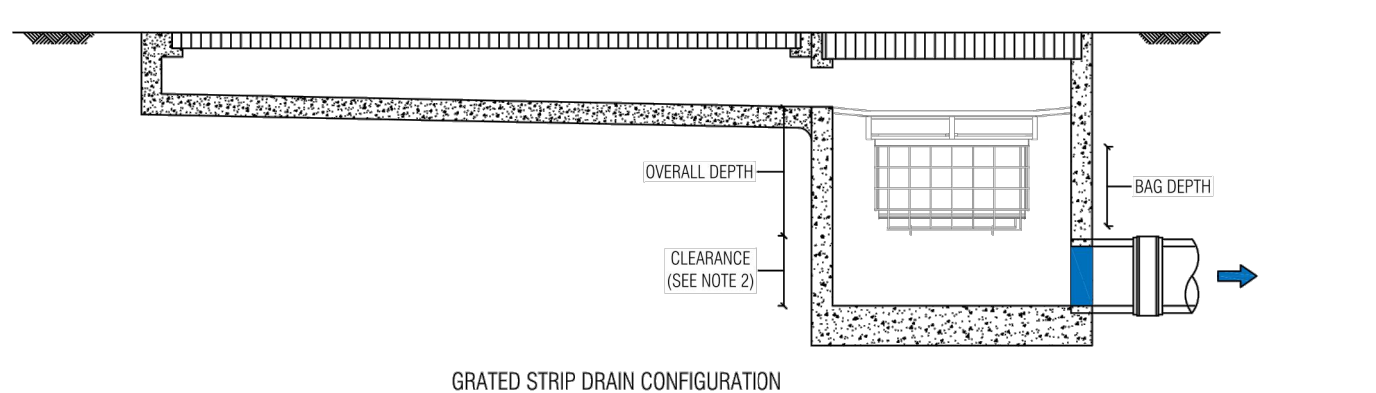 OVERALL DEPTH
BAG DEPTH
CLEARANCE
(SEE NOTE 2)
GRATED STRIP DRAIN CONFIGURATION